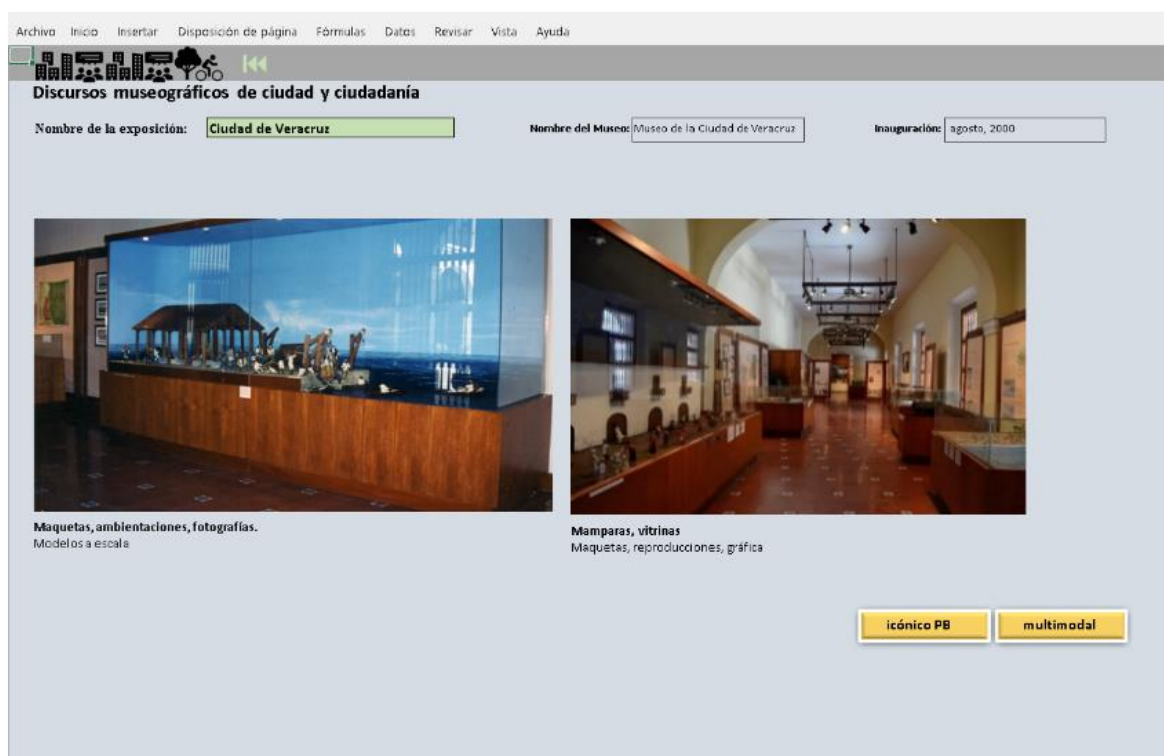 Archivo Inicio Insertar Disposición de página Fórmulas Datos Revisar Vista Ayuda
Discursos museográficos de ciudad y ciudadanía
Nombre de la exposición: Ciudad de Veracruz Nombre del Museo: Museo de la Ciudad de Veracruz Inauguración: agosto, 2000
Maquetas, ambientaciones, fotografías.
Modelos a escala
Mamparas, vitrinas
Maquetas, reproducciones, gráfica
icónico PB multimodal